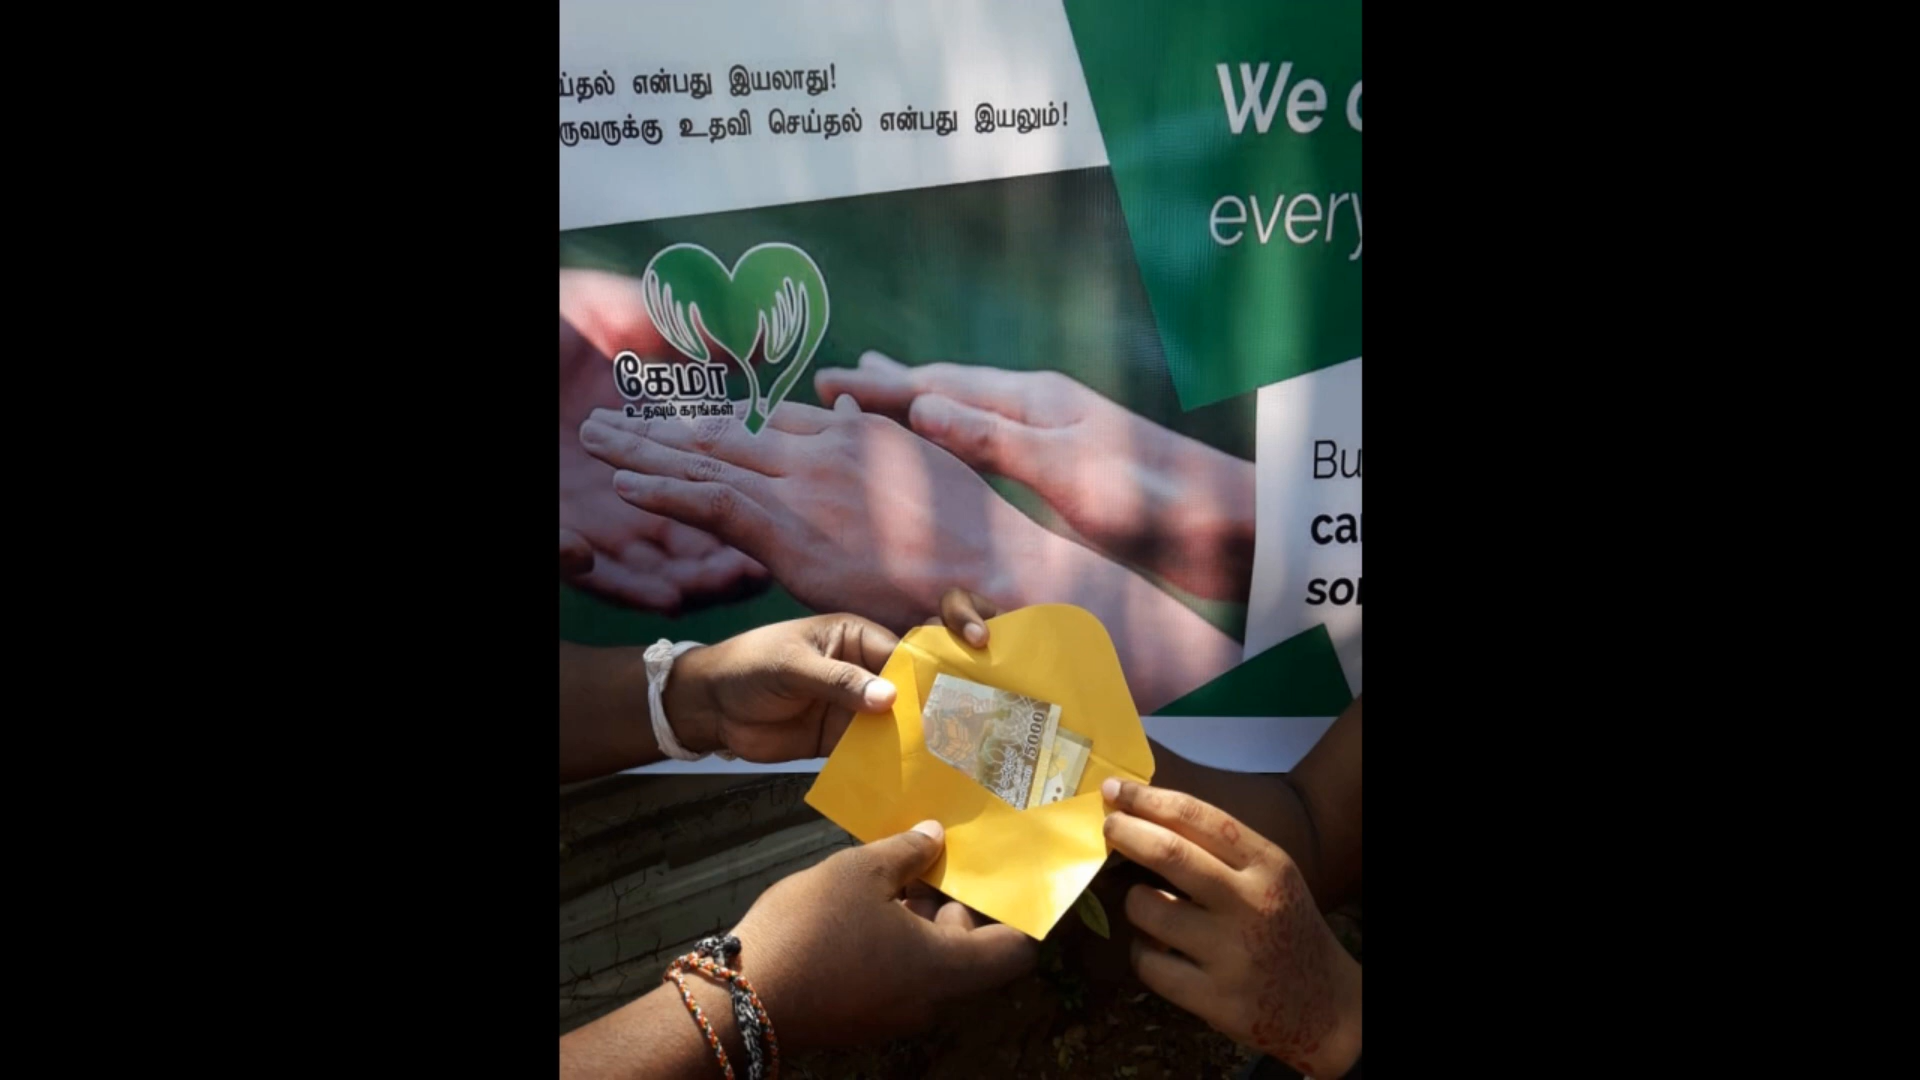 ய்தல் என்பது இயலாது!
ருவருக்கு உதவி செய்தல் என்பது இயலும்!
We
every
கேமா
உதவும் கரங்கள்
Bu
ca
so
5000